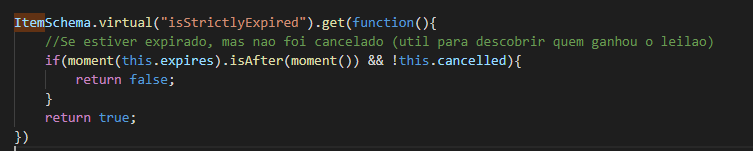 ItemSchema.virtual("isStrictlyExpired").get(function(){
//Se estiver expirado, mas nao foi cancelado (util para descobrir quem ganhou o leilao)
if(moment(this.expires).isAfter(moment()) && !this.cancelled){
return false;
}
return true;
})